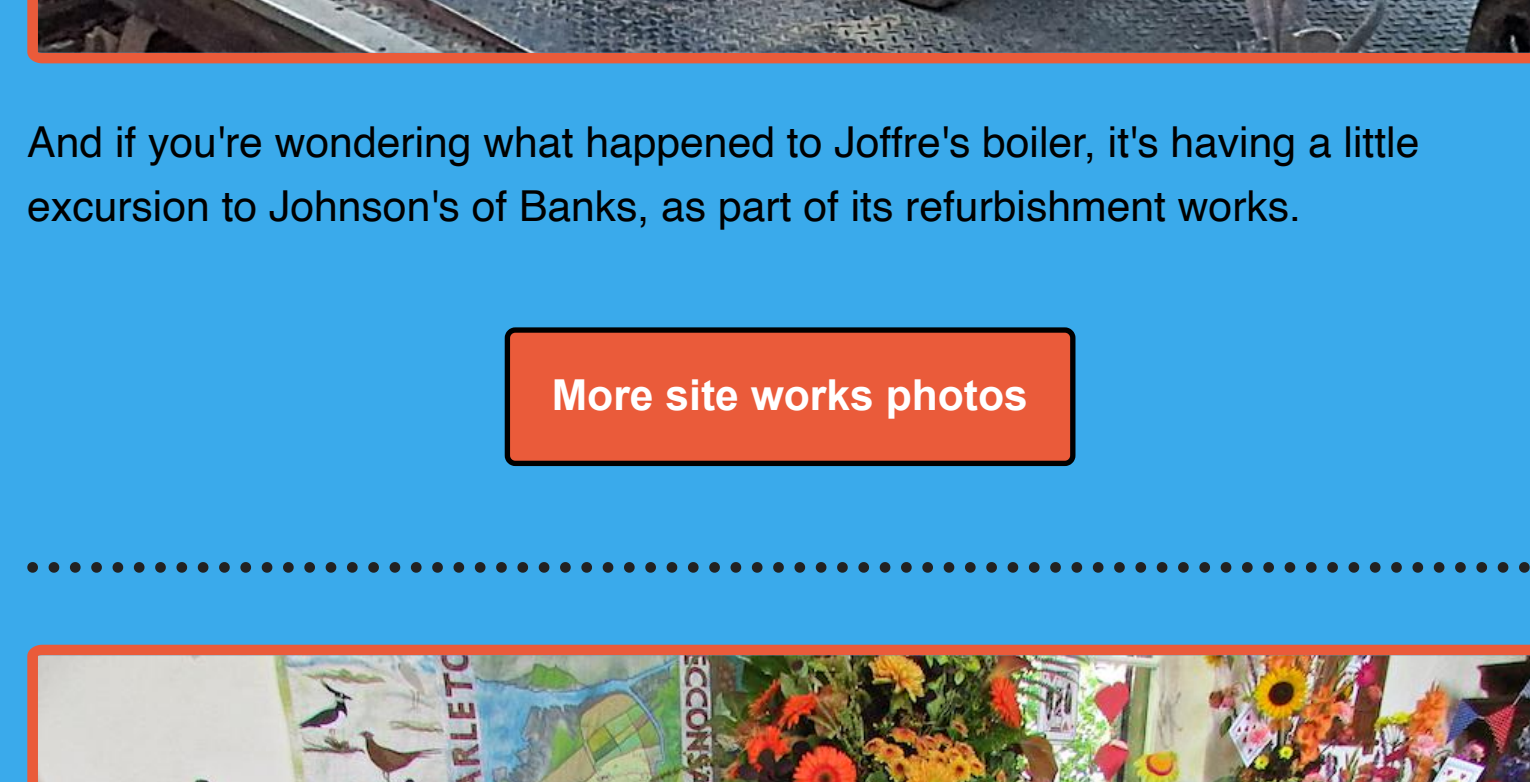 And if you're wondering what happened to Joffre's boiler, it's having a little
excursion to Johnson's of Banks, as part of its refurbishment works.
More site works photos